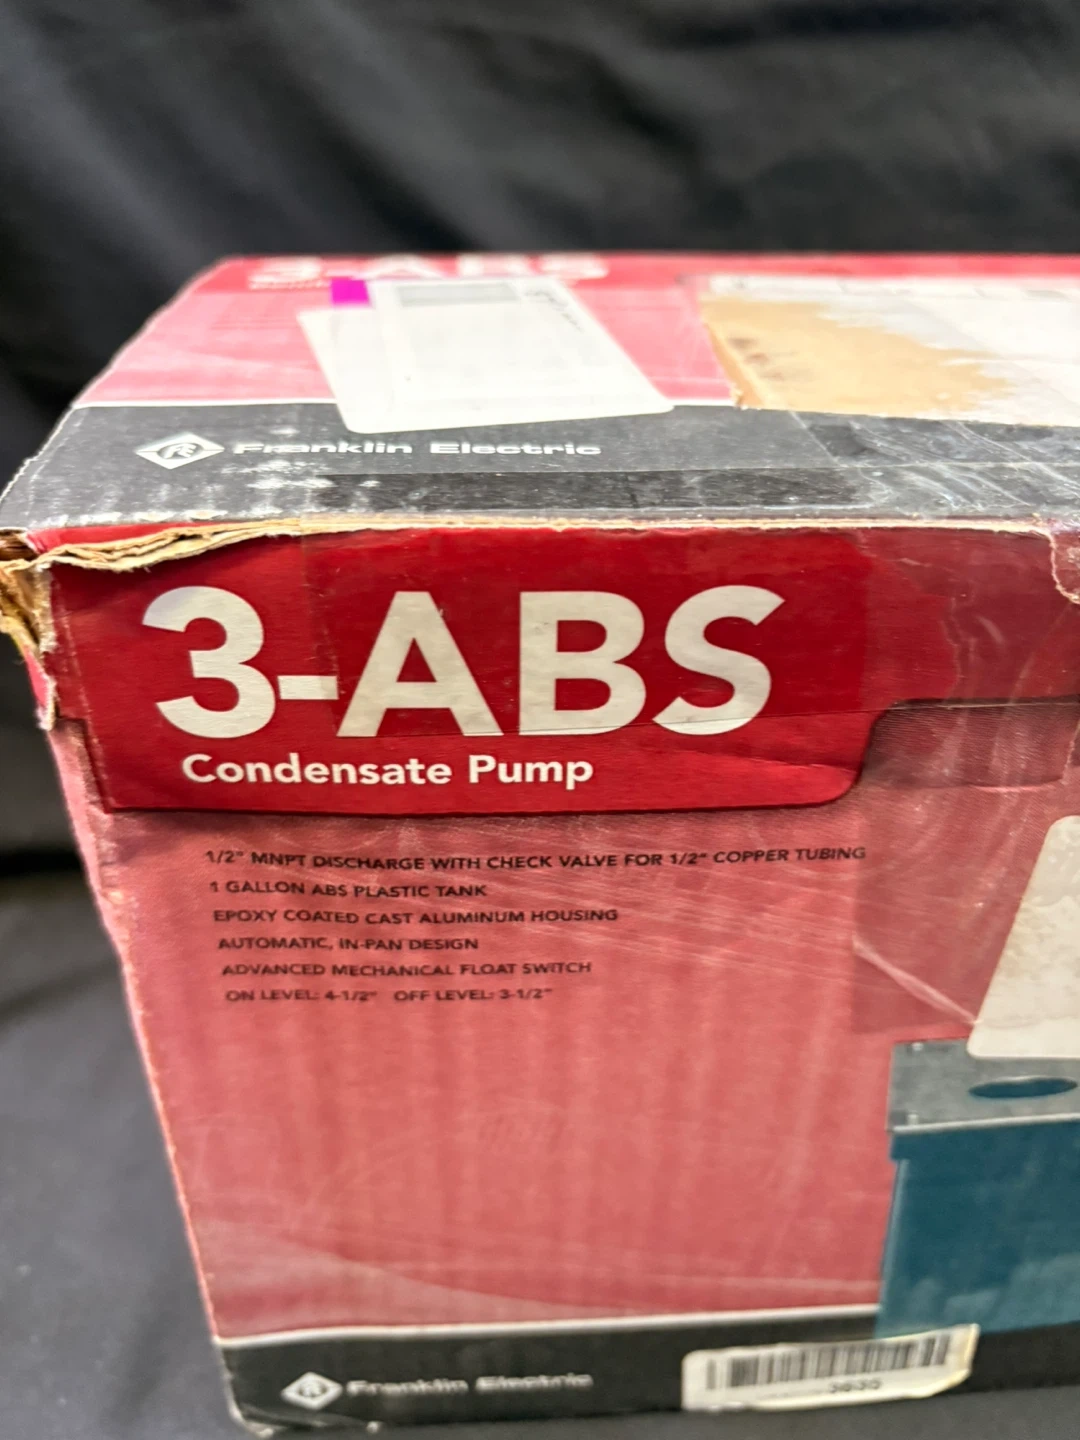 3-ABS
Franklin Electric
3-ABS
Condensate Pump
1/2" MNPT DISCHARGE WITH CHECK VALVE FOR 1/2" COPPER TUBING
1 GALLON ABS PLASTIC TANK
EPOXY COATED CAST ALUMINUM HOUSING
AUTOMATIC, IN-PAN DESIGN
ADVANCED MECHANICAL FLOAT SWITCH
ON LEVEL: 4-1/2" OFF LEVEL: 3-1/2"
Franklin Electric